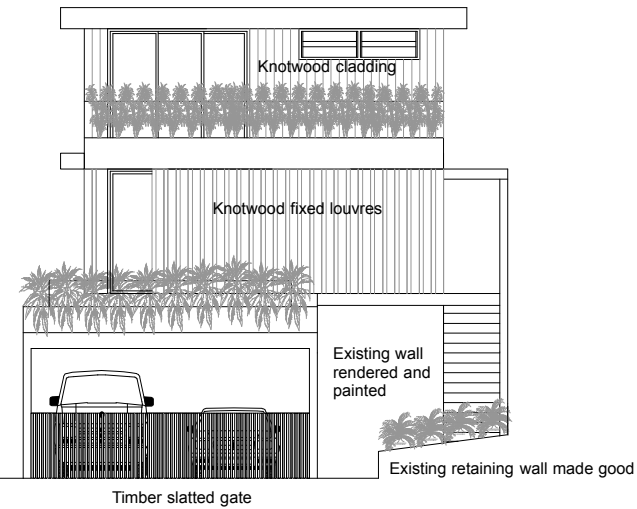 Knotwood cladding
Knotwood fixed louvres
Existing wall
rendered and
painted
Existing retaining wall made good
Timber slatted gate